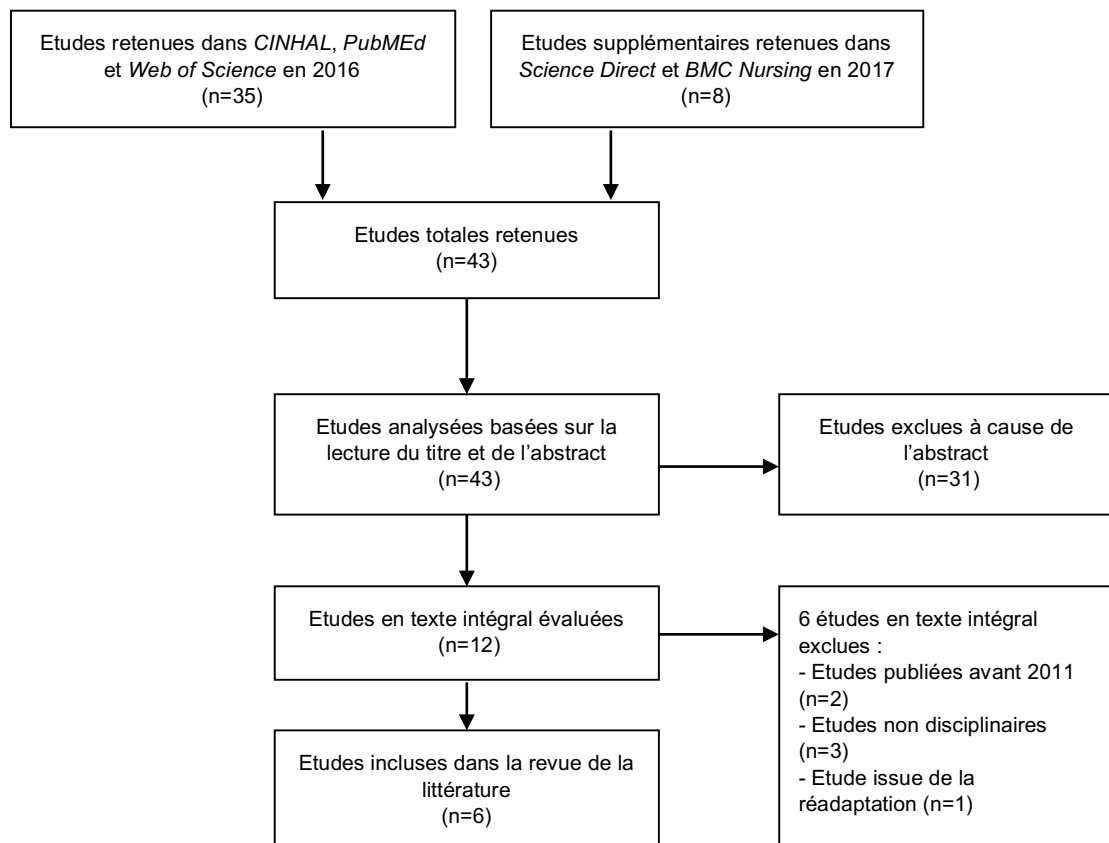 Etudes retenues dans CINHAL, PubMEd
et Web of Science en 2016
(n=35)
Etudes supplémentaires retenues dans
Science Direct et BMC Nursing en 2017
(n=8)
Etudes totales retenues
(n=43)
Etudes analysées basées sur la
lecture du titre et de l'abstract
(n=43)
Etudes exclues à cause de
l'abstract
(n=31)
Etudes en texte intégral évaluées
(n=12)
6 études en texte intégral
exclues :
- Etudes publiées avant 2011
(n=2)
- Etudes non disciplinaires
(n=3)
- Etude issue de la
réadaptation (n=1)
Etudes incluses dans la revue de la
littérature
(n=6)